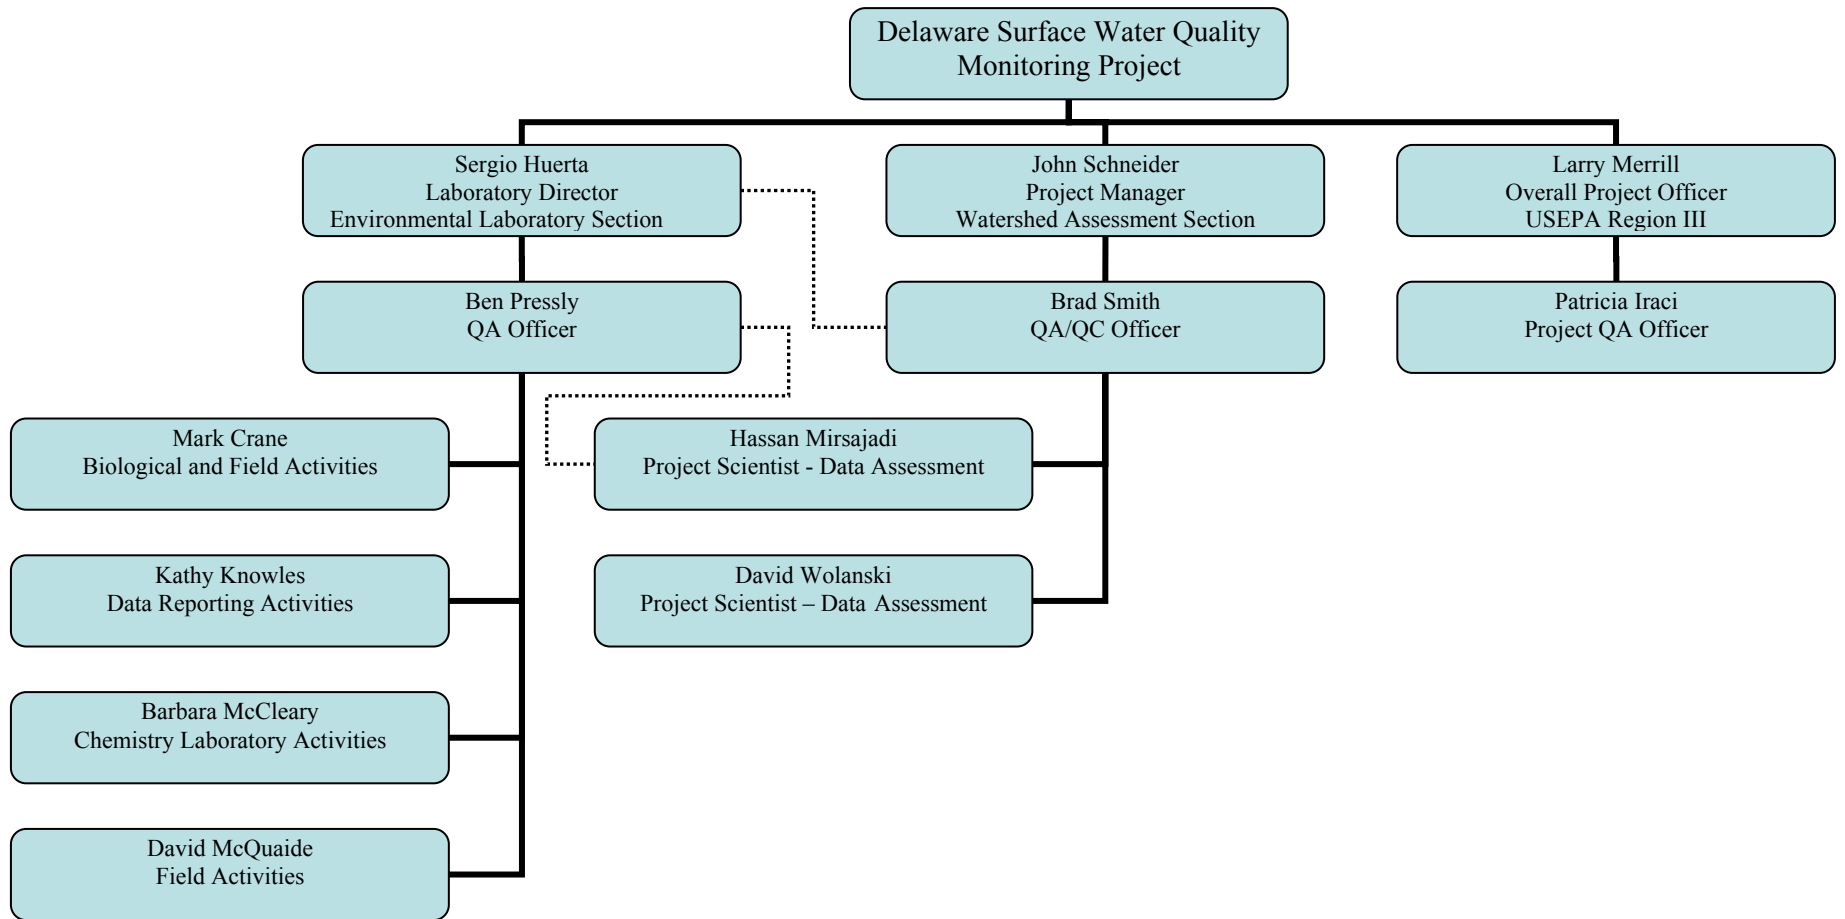 Delaware Surface Water Quality
Monitoring Project
Sergio Huerta
Laboratory Director
Environmental Laboratory Section
John Schneider
Project Manager
Watershed Assessment Section
Larry Merrill
Overall Project Officer
USEPA Region III
Ben Pressly
QA Officer
Brad Smith
QA/QC Officer
Patricia Iraci
Project QA Officer
Mark Crane
Biological and Field Activities
Hassan Mirsajadi
Project Scientist - Data Assessment
Kathy Knowles
Data Reporting Activities
David Wolanski
Project Scientist – Data Assessment
Barbara McCleary
Chemistry Laboratory Activities
David McQuaide
Field Activities